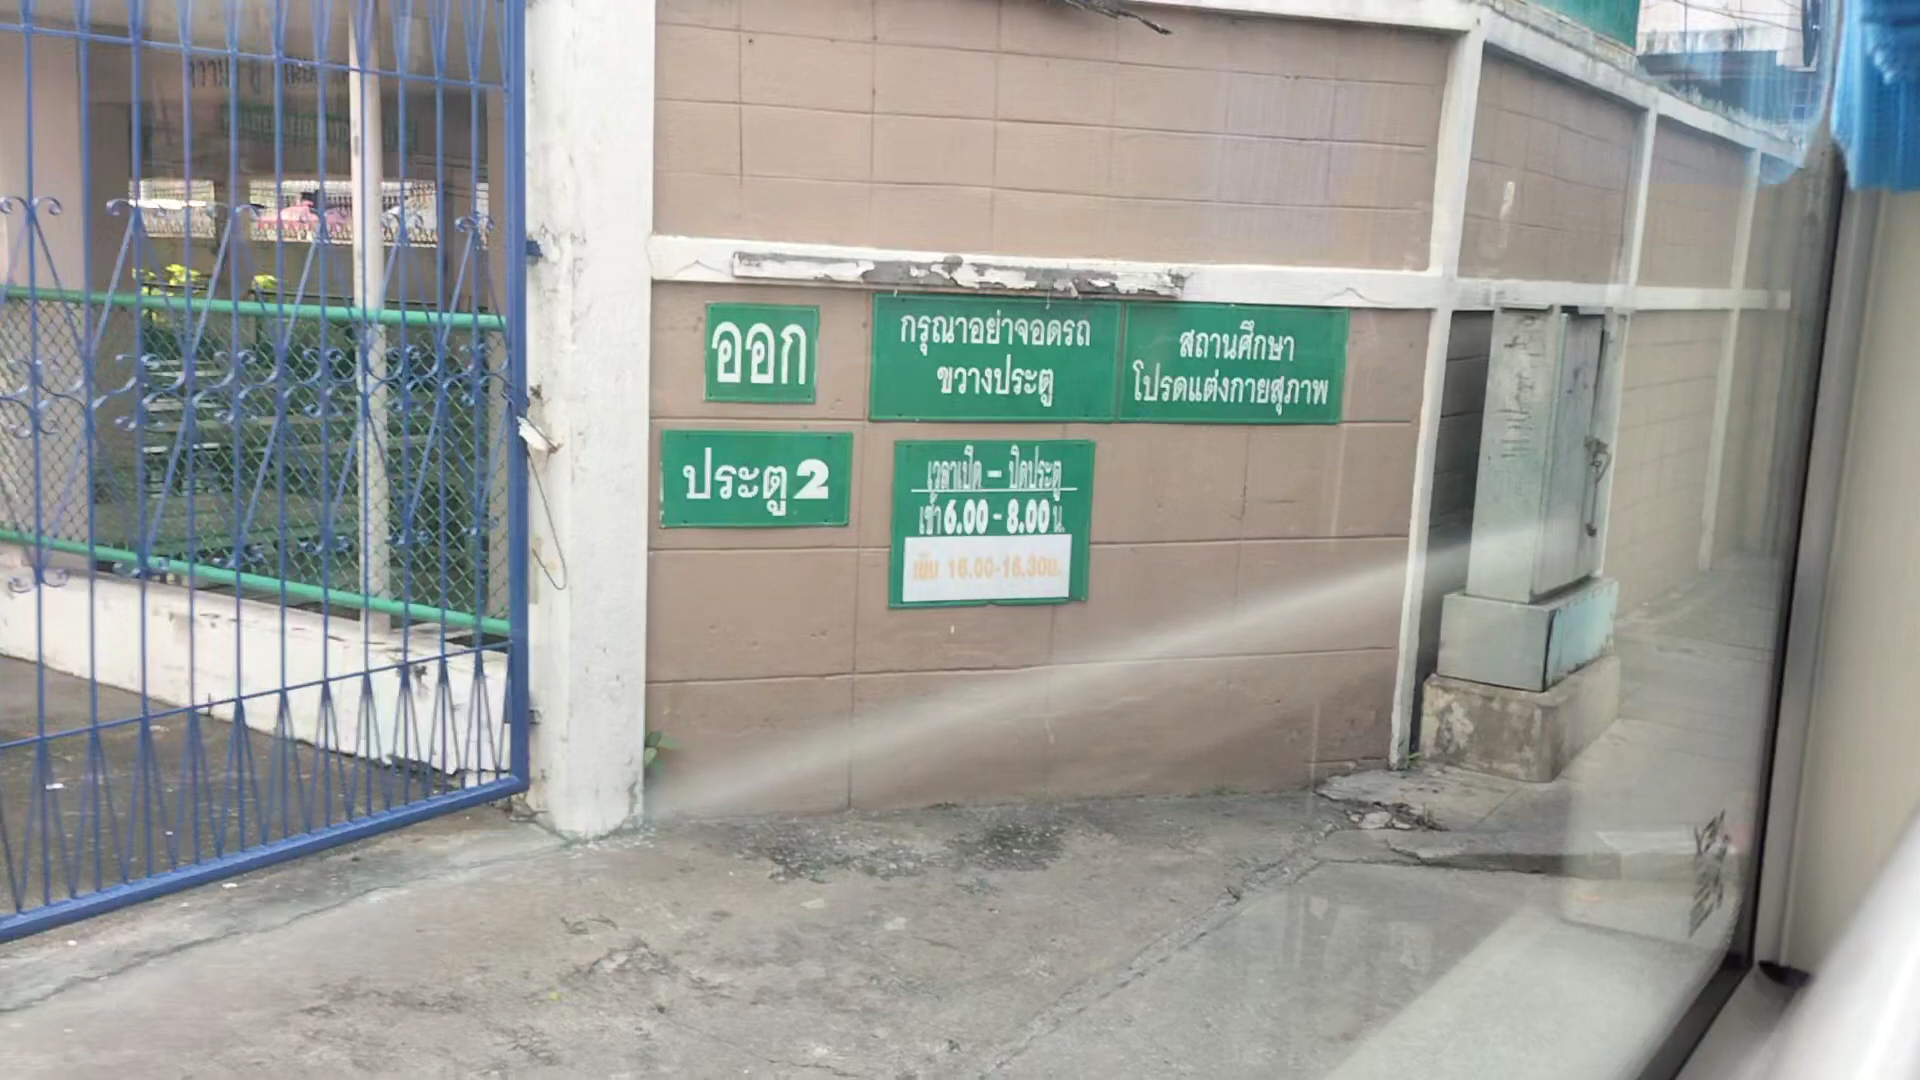 ออก
กรุณาอย่าจอดรถ
ขวางประตู
สถานศึกษา
โปรดแต่งกายสุภาพ
ประตู 2
เวลาเปิด - ปิดประตู
เช้า 6.00 - 8.00 น.
เย็น 16.00-16.30น.